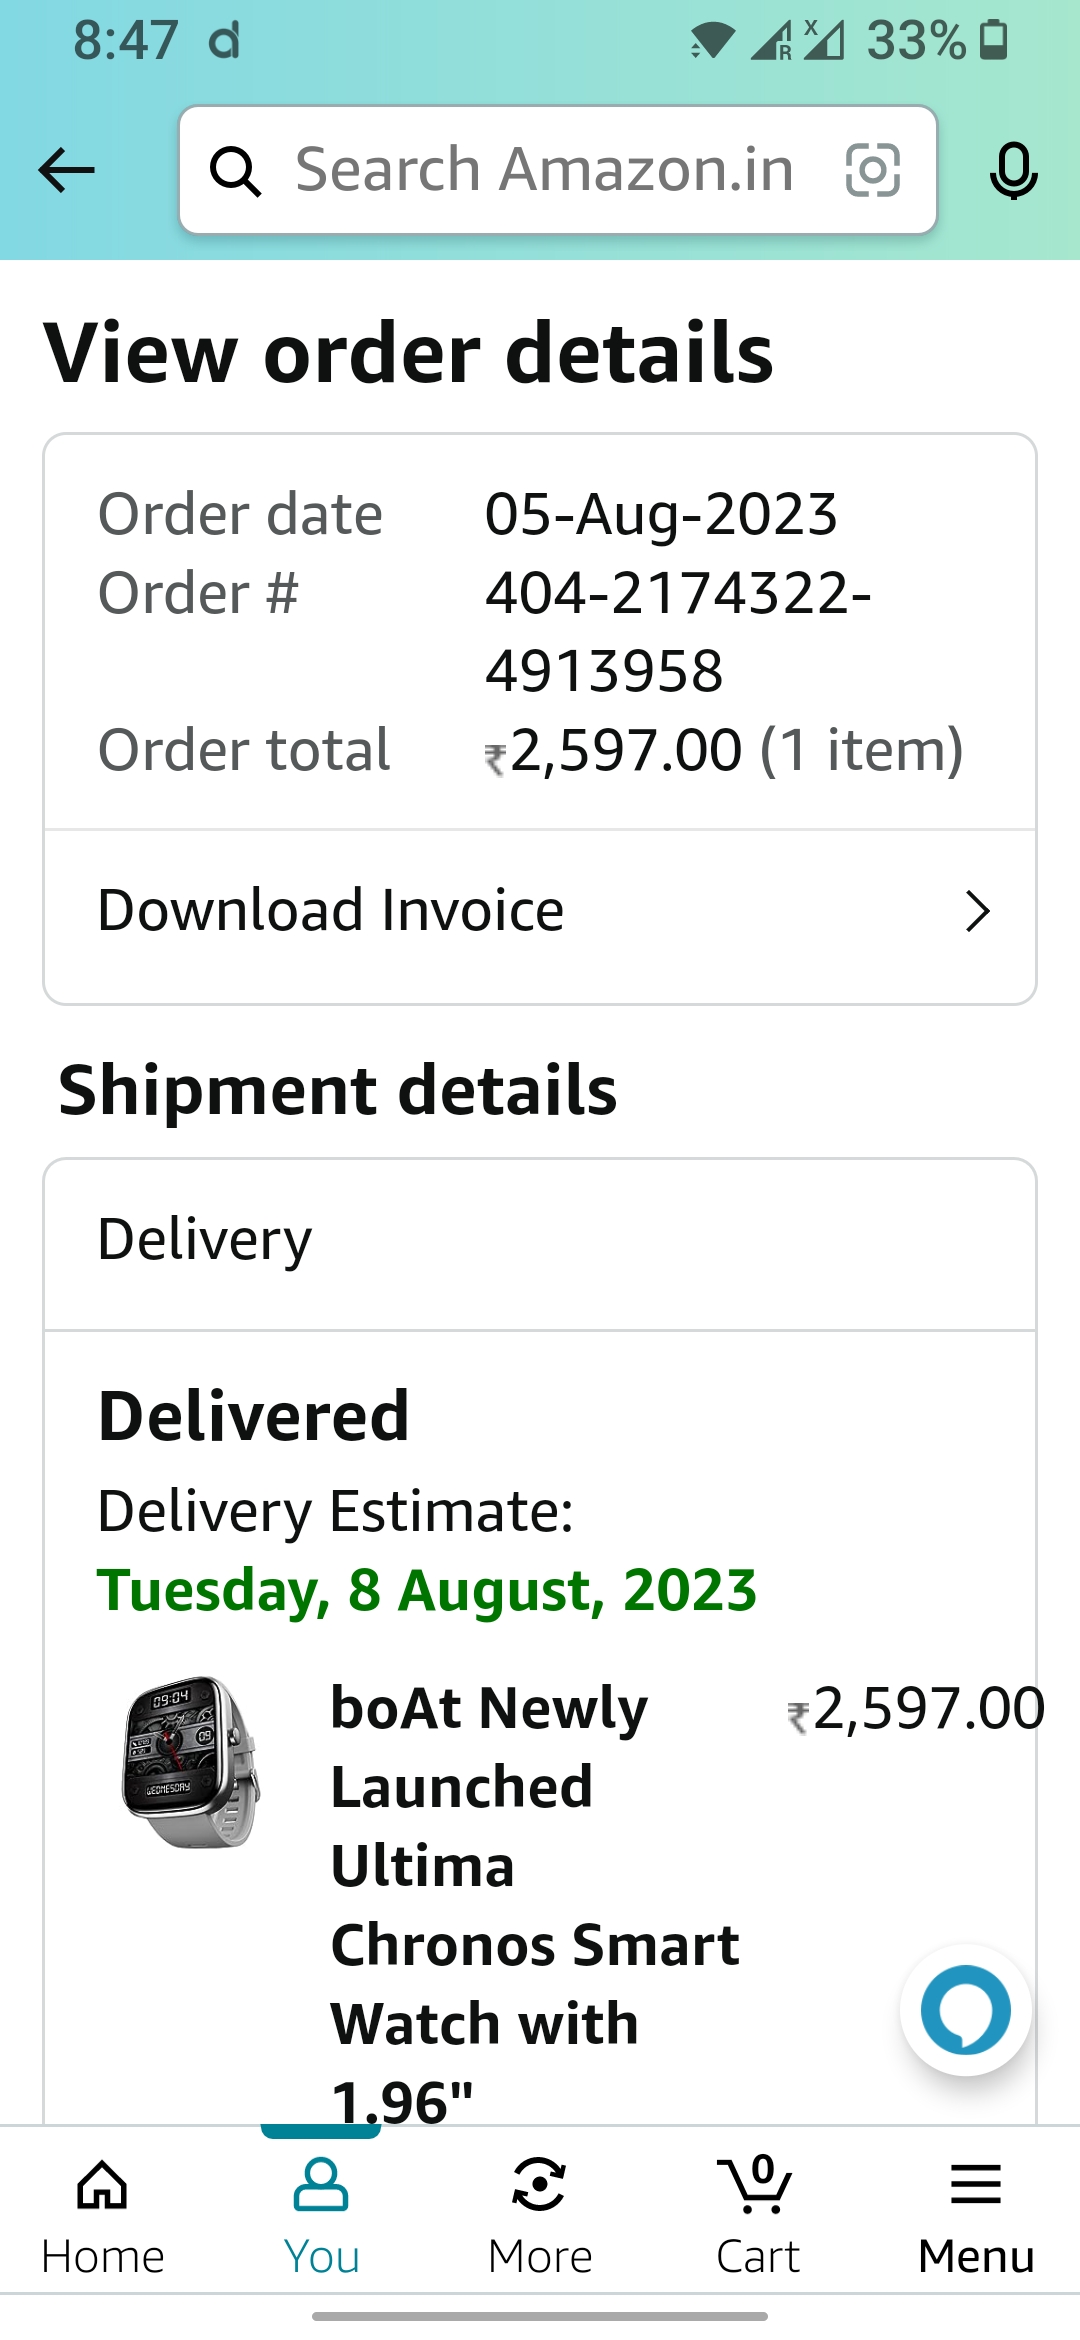 8:47 d 33%
Search Amazon.in
View order details
Order date 05-Aug-2023
Order # 404-2174322-
4913958
Order total ₹2,597.00 (1 item)
Download Invoice
Shipment details
Delivery
Delivered
Delivery Estimate:
Tuesday, 8 August, 2023
09:04
09
WEDNESDAY
boAt Newly ₹2,597.00
Launched
Ultima
Chronos Smart
Watch with
1.96"
0
Home You More Cart Menu